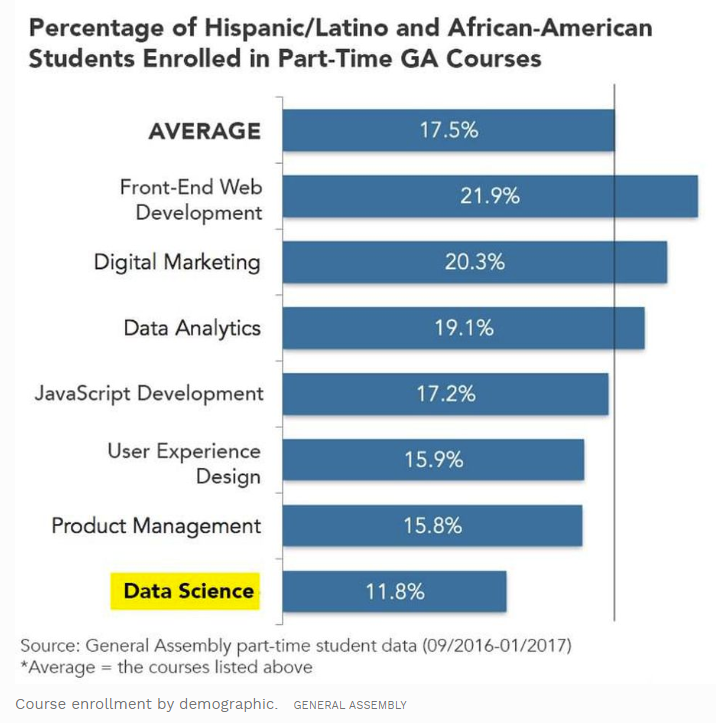 Percentage of Hispanic/Latino and African-American
Students Enrolled in Part-Time GA Courses
AVERAGE 17.5%
Front-End Web
Development 21.9%
Digital Marketing 20.3%
Data Analytics 19.1%
JavaScript Development 17.2%
User Experience
Design 15.9%
Product Management 15.8%
Data Science 11.8%
Source: General Assembly part-time student data (09/2016-01/2017)
*Average = the courses listed above
Course enrollment by demographic. GENERAL ASSEMBLY